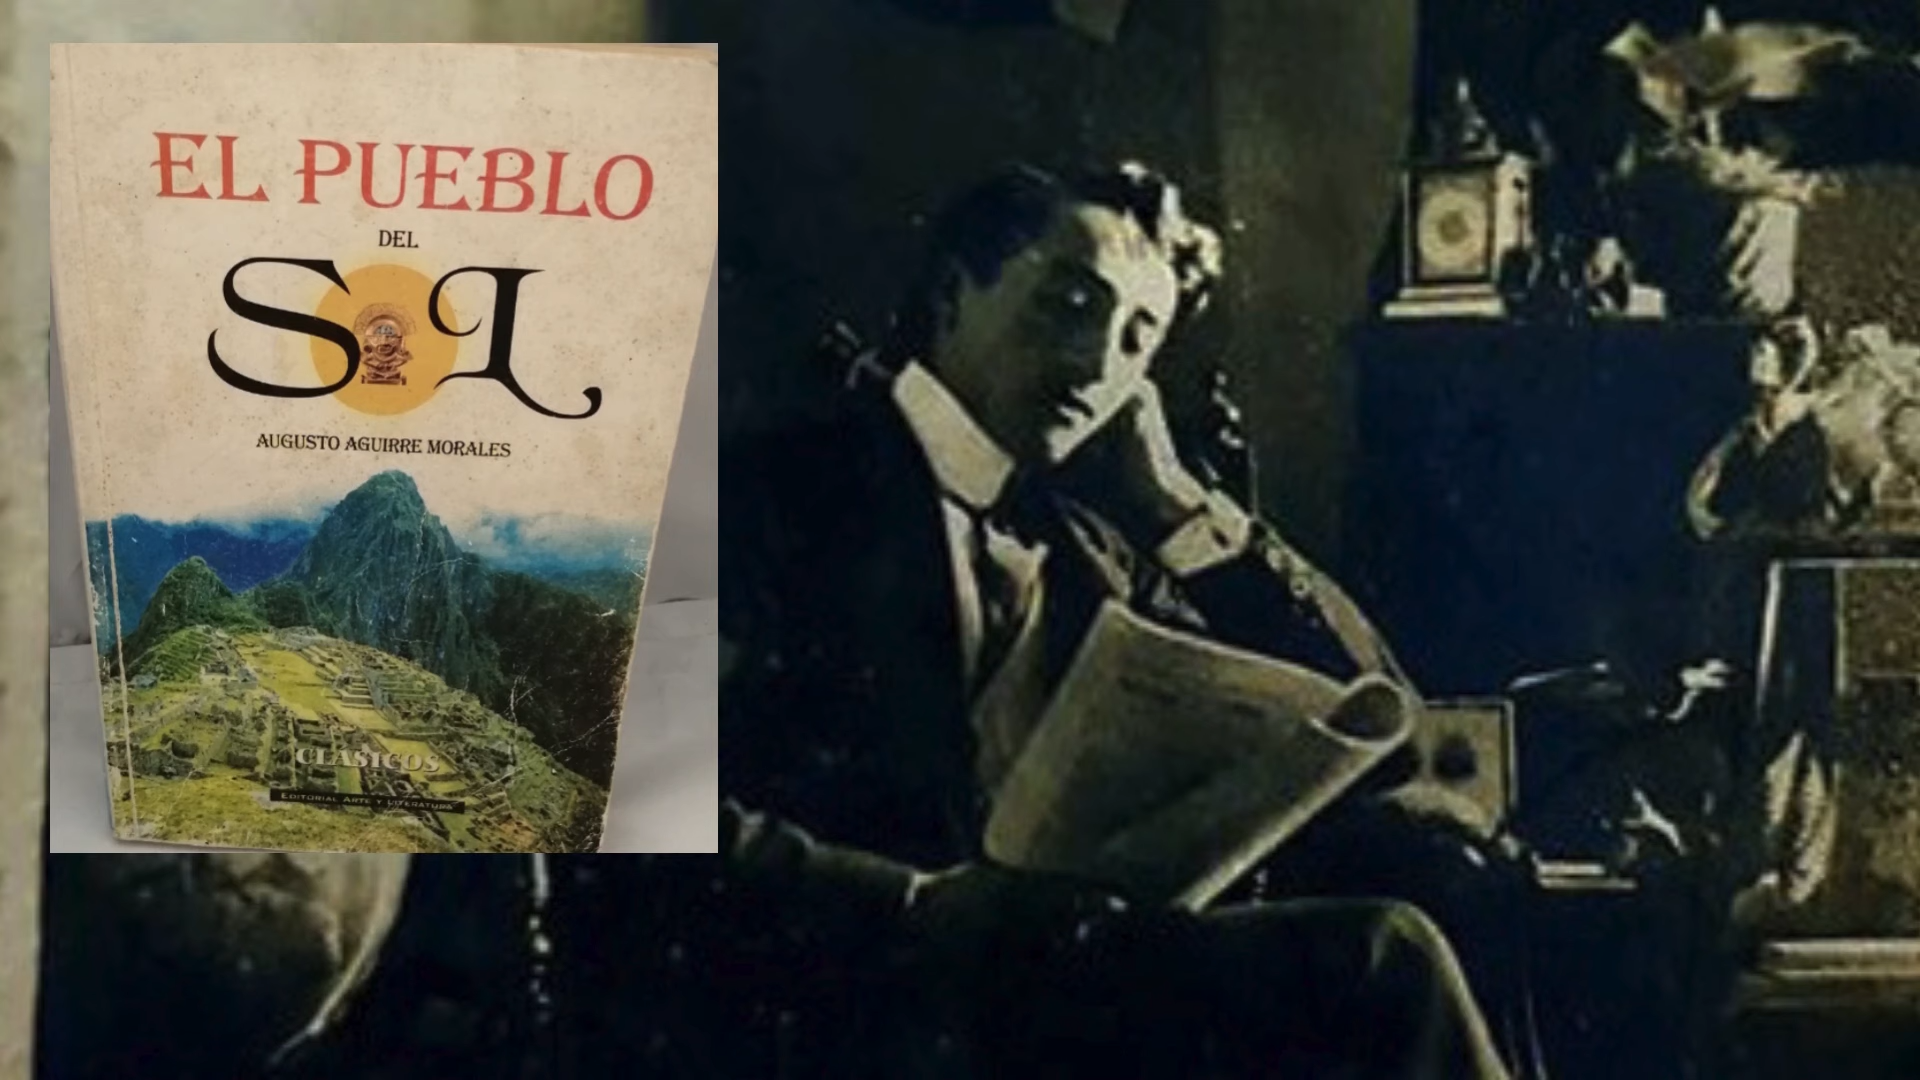 EL PUEBLO
DEL
SOL
AUGUSTO AGUIRRE MORALES
CLÁSICOS
EDITORIAL ARTE Y LITERATURA